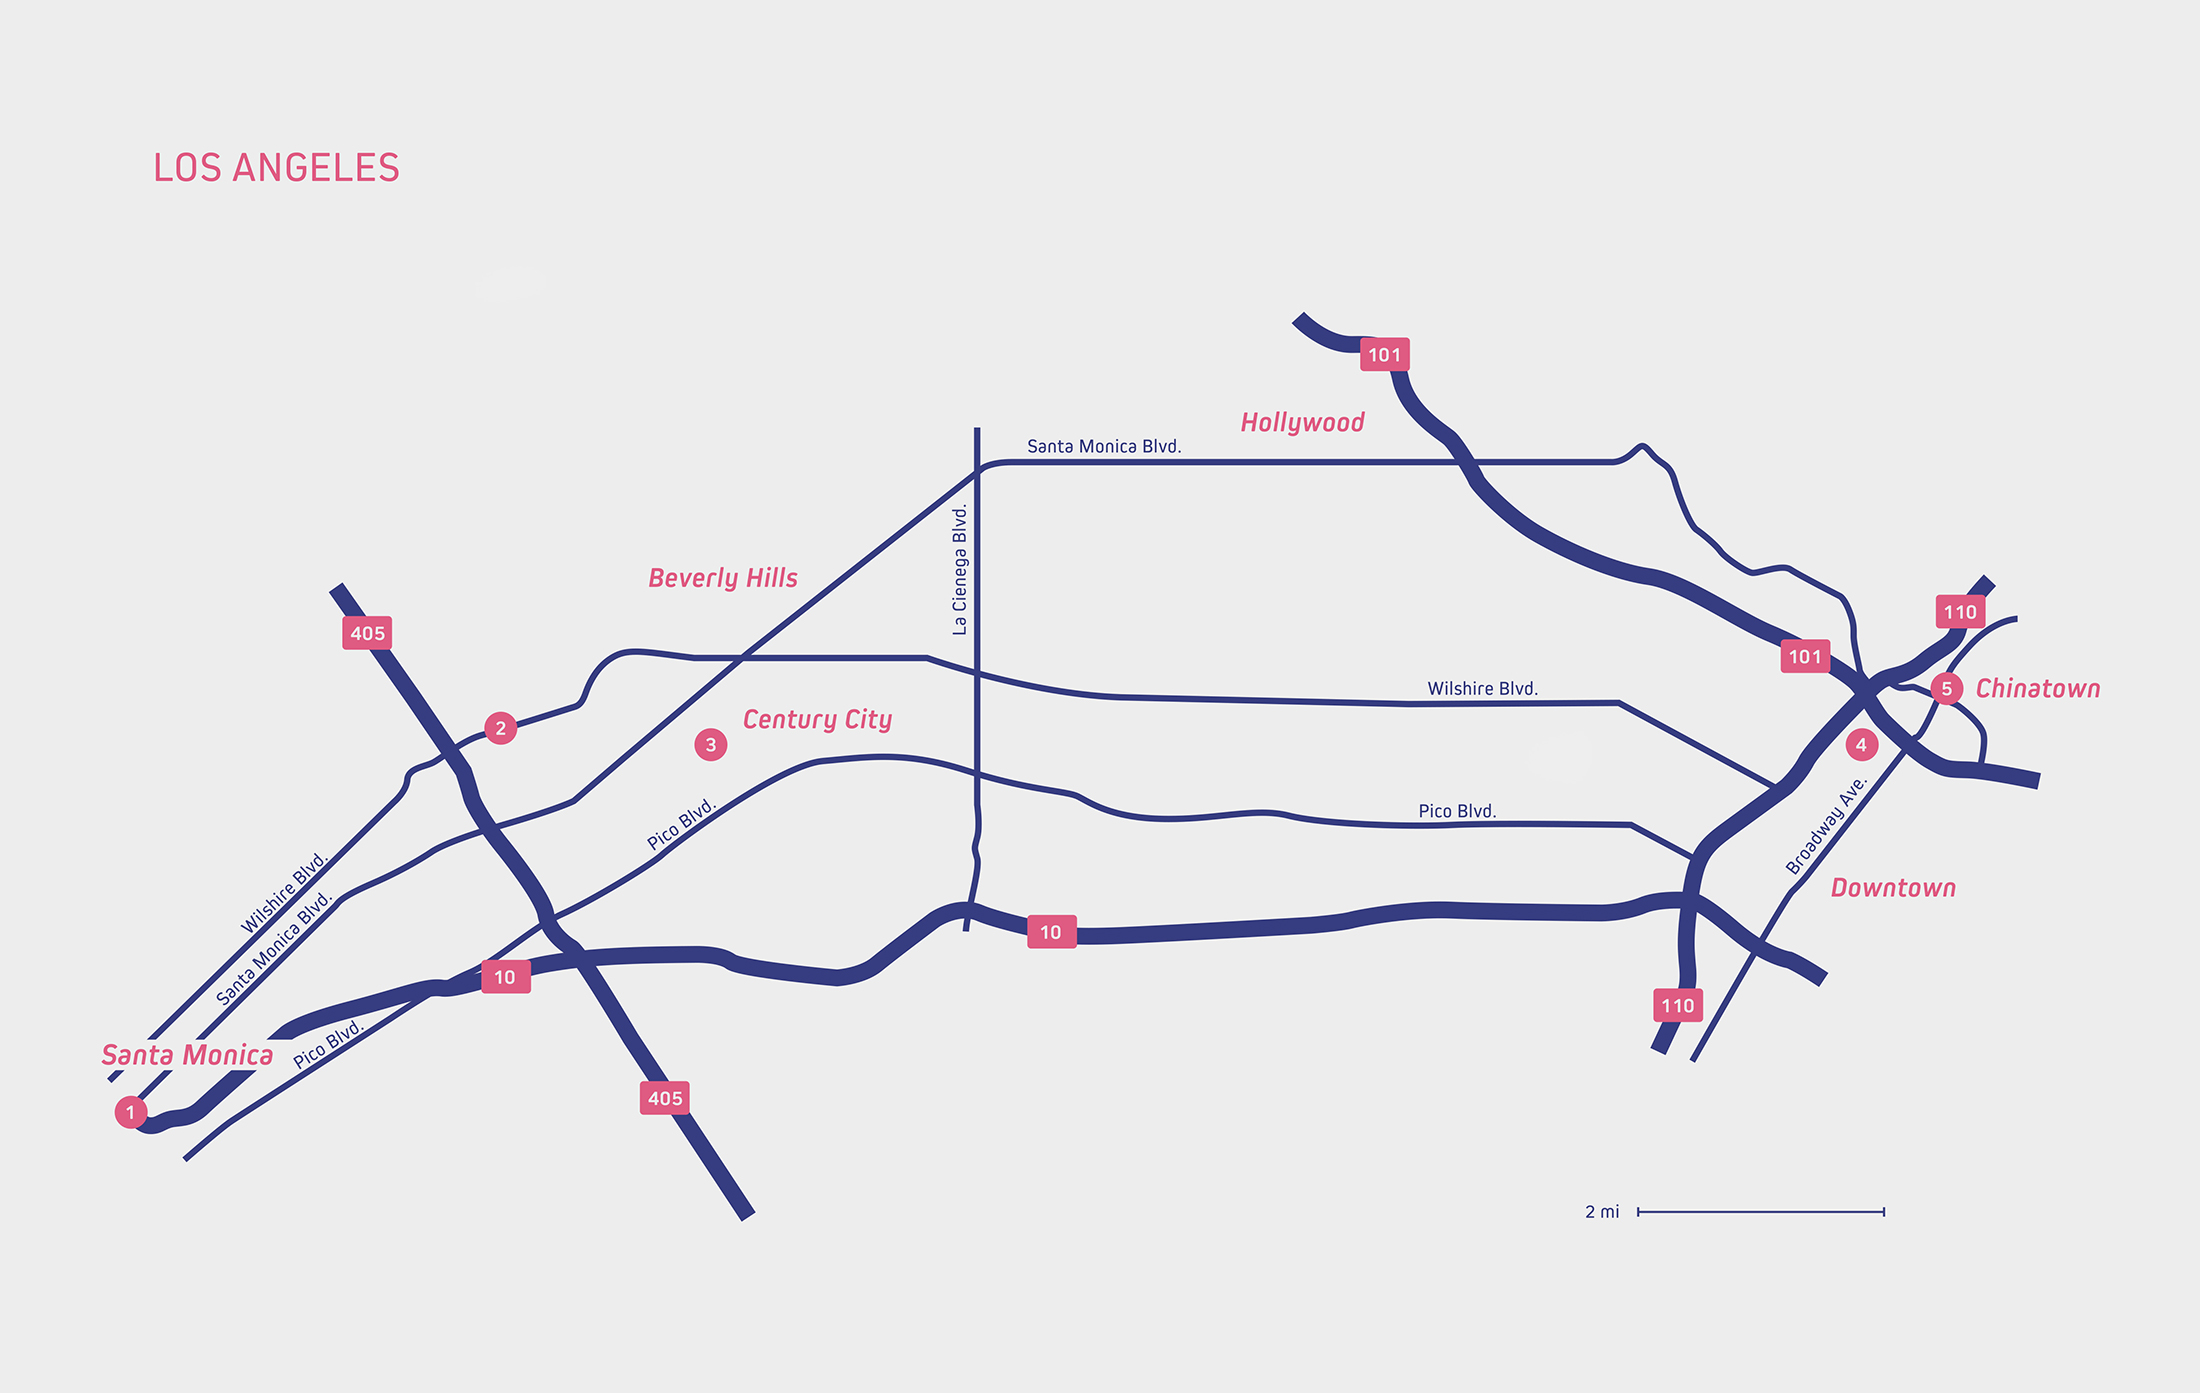 LOS ANGELES
101
Hollywood
Santa Monica Blvd.
La Cienega Blvd.
Beverly Hills
405
110
101
2
3
Century City
Wilshire Blvd.
5
Chinatown
4
Pico Blvd.
Pico Blvd.
Broadway Ave.
Downtown
Wilshire Blvd.
Santa Monica Blvd.
10
10
110
Pico Blvd.
Santa Monica
1
405
2 mi